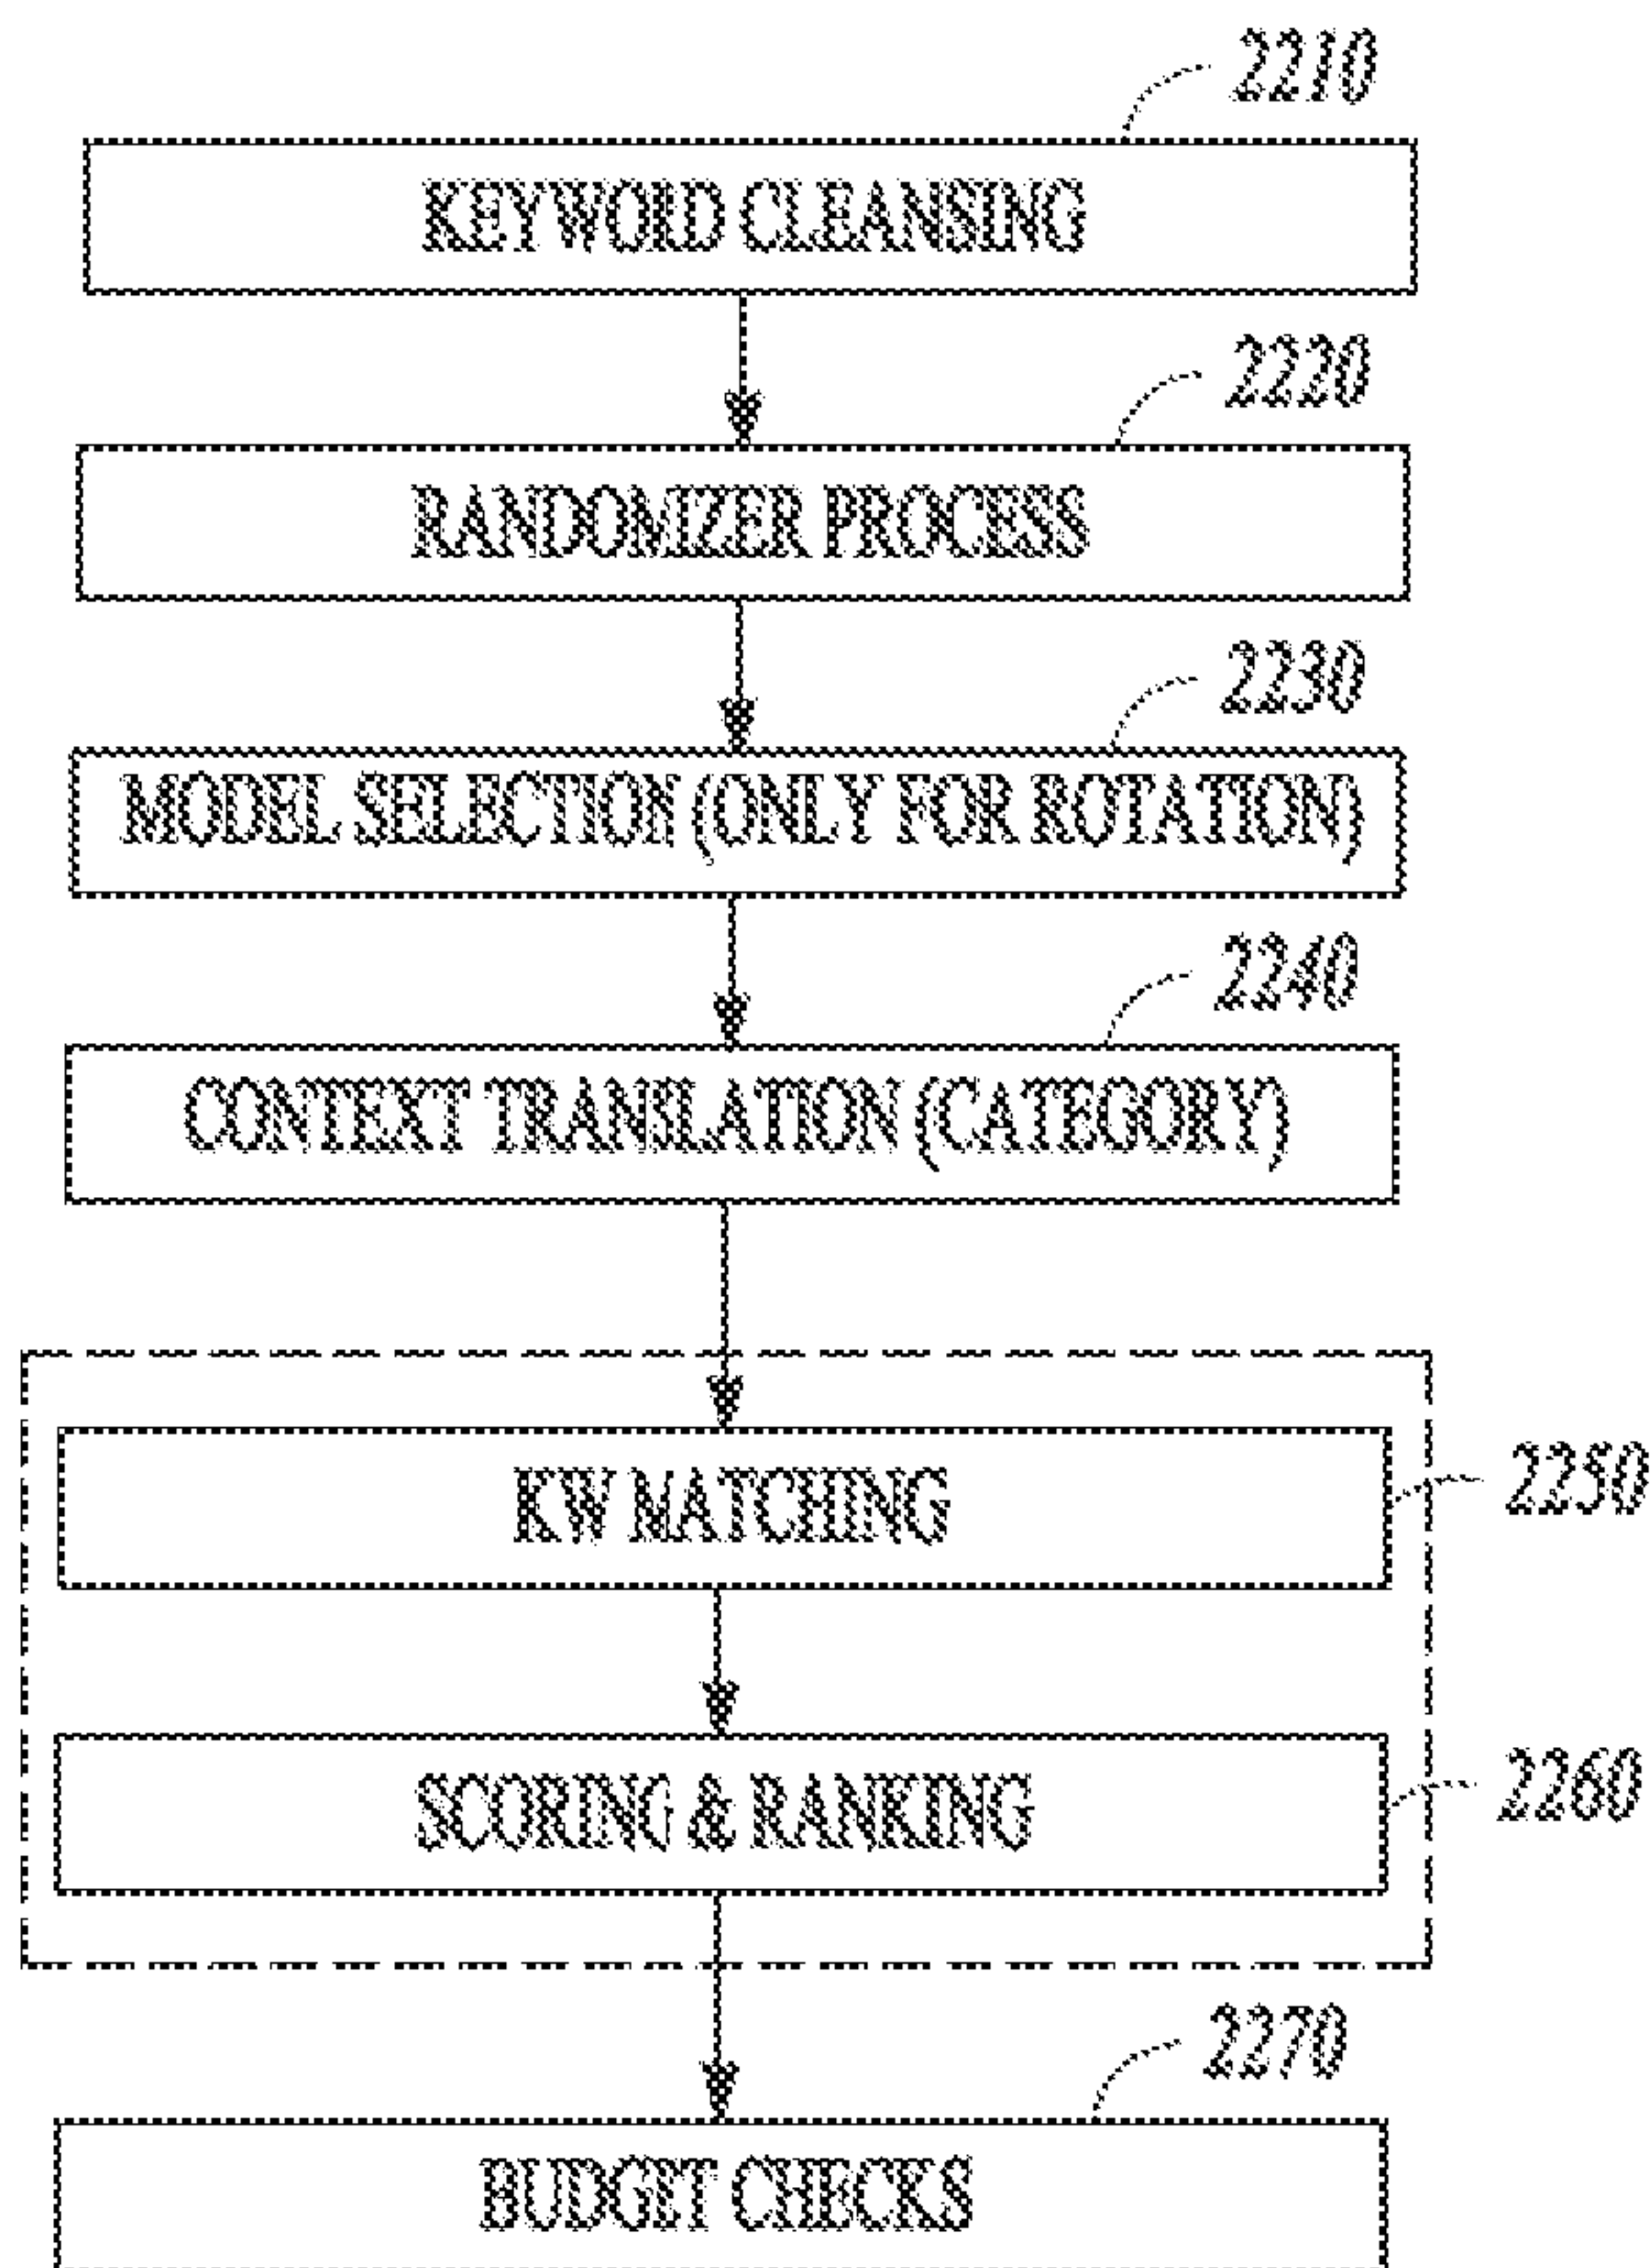 2210
KEYWORD CLEANSING
2220
RANDOMIZER PROCESS
2230
MODEL SELECTION (ONLY FOR ROTATION)
2240
CONTEXT TRANSLATION (CATEGORY)
KW MATCHING
2250
SCORING & RANKING
2260
2270
BUDGET CHECKS